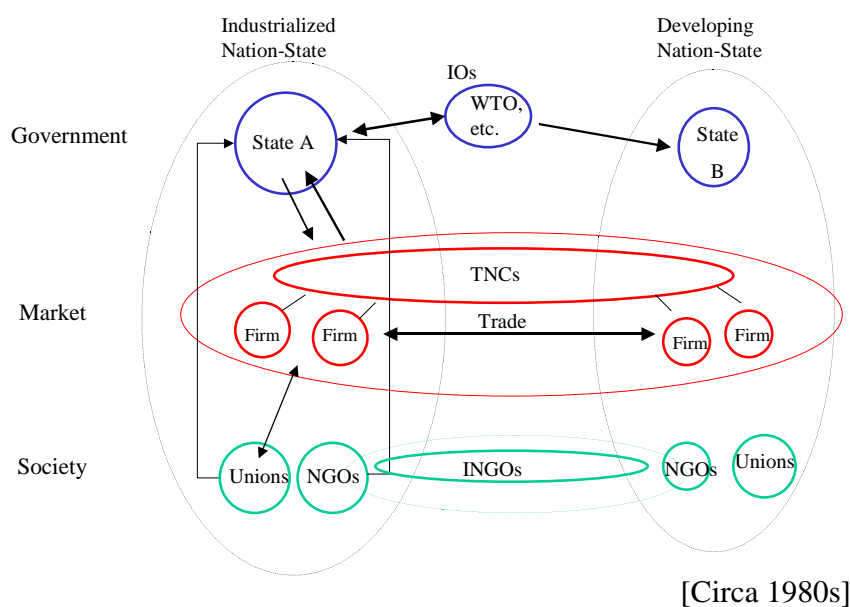 Industrialized
Nation-State
Developing
Nation-State
IOs
WTO,
etc.
Government
State A
State
B
TNCs
Market
Firm
Firm
Trade
Firm
Firm
Society
Unions
NGOs
INGOs
NGOs
Unions
[Circa 1980s]